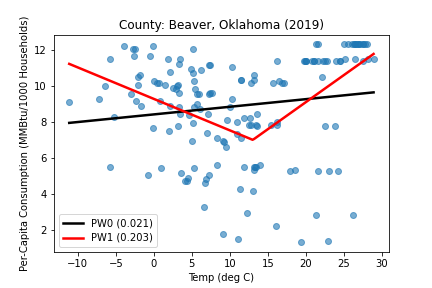 County: Beaver, Oklahoma (2019)
Per-Capita Consumption (MMBtu/1000 Households)
12
10
8
6
4
2
PW0 (0.021)
PW1 (0.203)
−10 −5 0 5 10 15 20 25 30
Temp (deg C)